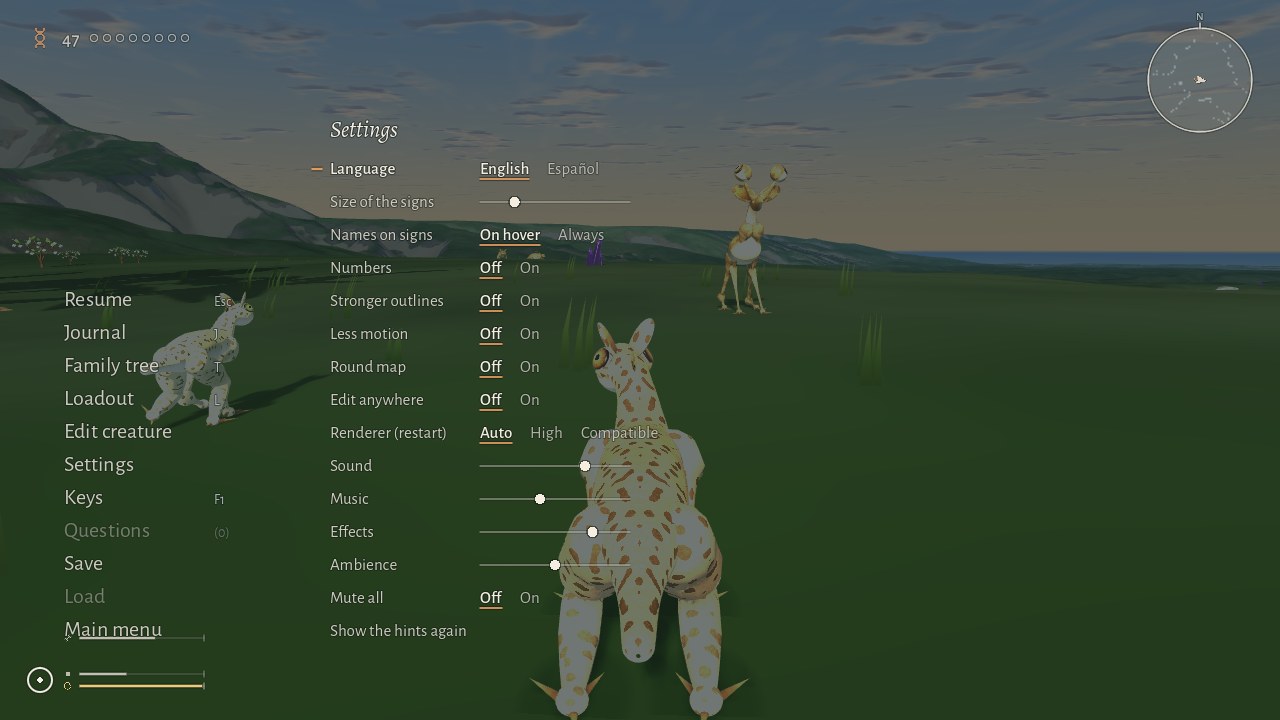 47
N
Settings
Language English Español
Size of the signs
Names on signs On hover Always
Numbers Off On
Stronger outlines Off On
Less motion Off On
Round map Off On
Edit anywhere Off On
Renderer (restart) Auto High Compatible
Sound
Music
Effects
Ambience
Mute all Off On
Show the hints again
Resume Esc
Journal J
Family tree T
Loadout L
Edit creature
Settings
Keys F1
Questions (0)
Save
Load
Main menu